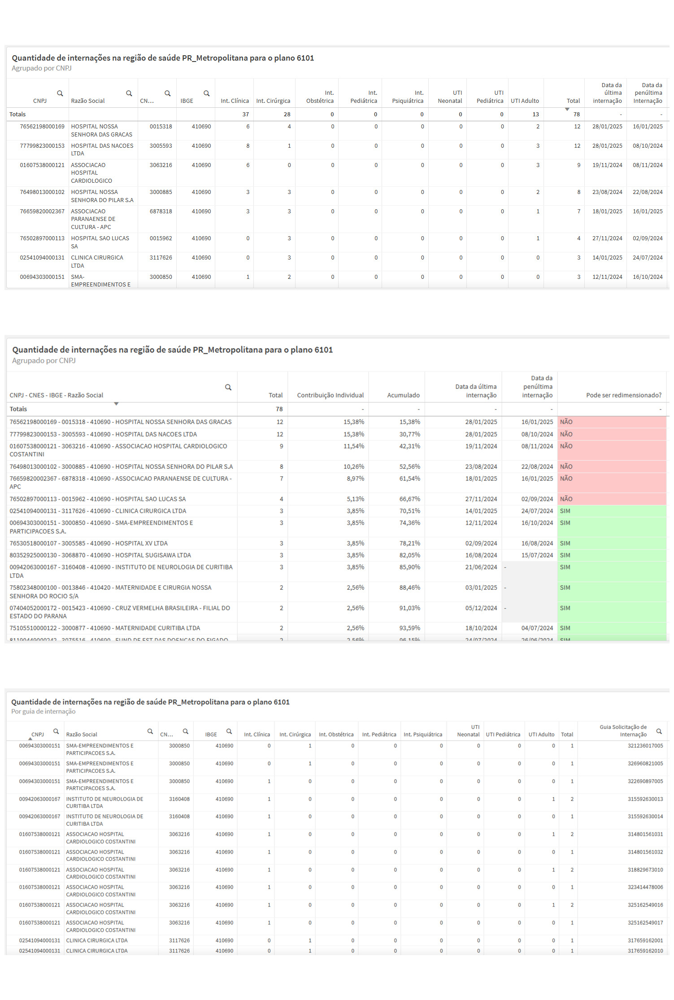 Quantidade de internações na região de saúde PR_Metropolitana para o plano 6101
Agrupado por CNPJ
CNPJ Razão Social CN... IBGE Int. Clínica Int. Cirúrgica Int. Obstétrica Int. Pediátrica Int. Psiquiátrica UTI Neonatal UTI Pediátrica UTI Adulto Total Data da última internação Data da penúltima Internação
Totais 37 28 0 0 0 0 0 13 78 - -
76562198000169 HOSPITAL NOSSA SENHORA DAS GRACAS 0015318 410690 6 4 0 0 0 0 0 2 12 28/01/2025 16/01/2025
77799823000153 HOSPITAL DAS NACOES LTDA 3005593 410690 8 1 0 0 0 0 0 3 12 28/01/2025 08/10/2024
01607538000121 ASSOCIACAO HOSPITAL CARDIOLOGICO 3063216 410690 6 0 0 0 0 0 0 3 9 19/11/2024 08/11/2024
76498013000102 HOSPITAL NOSSA SENHORA DO PILAR S.A 3000885 410690 3 3 0 0 0 0 0 2 8 23/08/2024 22/08/2024
76659820002367 ASSOCIACAO PARANAENSE DE CULTURA - APC 6878318 410690 3 3 0 0 0 0 0 1 7 18/01/2025 16/01/2025
76502897000113 HOSPITAL SAO LUCAS SA 0015962 410690 0 3 0 0 0 0 0 1 4 27/11/2024 02/09/2024
02541094000131 CLINICA CIRURGICA LTDA 3117626 410690 0 3 0 0 0 0 0 0 3 14/01/2025 24/07/2024
00694303000151 SMA-EMPREENDIMENTOS E 3000850 410690 1 2 0 0 0 0 0 0 3 12/11/2024 16/10/2024
Quantidade de internações na região de saúde PR_Metropolitana para o plano 6101
Agrupado por CNPJ
CNPJ - CNES - IBGE - Razão Social Total Contribuição Individual Acumulado Data da última internação Data da penúltima internação Pode ser redimensionado?
Totais 78 - - - - -
76562198000169 - 0015318 - 410690 - HOSPITAL NOSSA SENHORA DAS GRACAS 12 15,38% 15,38% 28/01/2025 16/01/2025 NÃO
77799823000153 - 3005593 - 410690 - HOSPITAL DAS NACOES LTDA 12 15,38% 30,77% 28/01/2025 08/10/2024 NÃO
01607538000121 - 3063216 - 410690 - ASSOCIACAO HOSPITAL CARDIOLOGICO COSTANTINI 9 11,54% 42,31% 19/11/2024 08/11/2024 NÃO
76498013000102 - 3000885 - 410690 - HOSPITAL NOSSA SENHORA DO PILAR S.A 8 10,26% 52,56% 23/08/2024 22/08/2024 NÃO
76659820002367 - 6878318 - 410690 - ASSOCIACAO PARANAENSE DE CULTURA - APC 7 8,97% 61,54% 18/01/2025 16/01/2025 NÃO
76502897000113 - 0015962 - 410690 - HOSPITAL SAO LUCAS SA 4 5,13% 66,67% 27/11/2024 02/09/2024 NÃO
02541094000131 - 3117626 - 410690 - CLINICA CIRURGICA LTDA 3 3,85% 70,51% 14/01/2025 24/07/2024 SIM
00694303000151 - 3000850 - 410690 - SMA-EMPREENDIMENTOS E PARTICIPACOES S.A. 3 3,85% 74,36% 12/11/2024 16/10/2024 SIM
76530518000107 - 3005585 - 410690 - HOSPITAL XV LTDA 3 3,85% 78,21% 02/09/2024 16/08/2024 SIM
80352925000130 - 3068870 - 410690 - HOSPITAL SUGISAWA LTDA 3 3,85% 82,05% 16/08/2024 15/07/2024 SIM
00942063000167 - 3160408 - 410690 - INSTITUTO DE NEUROLOGIA DE CURITIBA LTDA 3 3,85% 85,90% 21/06/2024 - SIM
75802348000100 - 0013846 - 410420 - MATERNIDADE E CIRURGIA NOSSA SENHORA DO ROCIO S/A 2 2,56% 88,46% 03/01/2025 - SIM
07404052000172 - 0015423 - 410690 - CRUZ VERMELHA BRASILEIRA - FILIAL DO ESTADO DO PARANA 2 2,56% 91,03% 05/12/2024 - SIM
75105510000122 - 3000877 - 410690 - MATERNIDADE CURITIBA LTDA 2 2,56% 93,59% 18/10/2024 04/07/2024 SIM
81190449000242 - 3075516 - 410690 - FUND DE EST DAS DOENCAS DO FIGADO 2 2,56% 96,15% 24/07/2024 26/06/2024 SIM
Quantidade de internações na região de saúde PR_Metropolitana para o plano 6101
Por guia de internação
CNPJ Razão Social CN... IBGE Int. Clínica Int. Cirúrgica Int. Obstétrica Int. Pediátrica Int. Psiquiátrica UTI Neonatal UTI Pediátrica UTI Adulto Total Guia Solicitação de Internação
00694303000151 SMA-EMPREENDIMENTOS E PARTICIPACOES S.A. 3000850 410690 0 1 0 0 0 0 0 0 1 321236017005
00694303000151 SMA-EMPREENDIMENTOS E PARTICIPACOES S.A. 3000850 410690 0 1 0 0 0 0 0 0 1 326960821005
00694303000151 SMA-EMPREENDIMENTOS E PARTICIPACOES S.A. 3000850 410690 1 0 0 0 0 0 0 0 1 322690897005
00942063000167 INSTITUTO DE NEUROLOGIA DE CURITIBA LTDA 3160408 410690 1 0 0 0 0 0 0 1 2 315592630013
00942063000167 INSTITUTO DE NEUROLOGIA DE CURITIBA LTDA 3160408 410690 1 0 0 0 0 0 0 0 1 315592630014
01607538000121 ASSOCIACAO HOSPITAL CARDIOLOGICO COSTANTINI 3063216 410690 1 0 0 0 0 0 0 1 2 314801561031
01607538000121 ASSOCIACAO HOSPITAL CARDIOLOGICO COSTANTINI 3063216 410690 1 0 0 0 0 0 0 0 1 314801561032
01607538000121 ASSOCIACAO HOSPITAL CARDIOLOGICO COSTANTINI 3063216 410690 1 0 0 0 0 0 0 1 2 318829673010
01607538000121 ASSOCIACAO HOSPITAL CARDIOLOGICO COSTANTINI 3063216 410690 1 0 0 0 0 0 0 0 1 323414478006
01607538000121 ASSOCIACAO HOSPITAL CARDIOLOGICO COSTANTINI 3063216 410690 1 0 0 0 0 0 0 1 2 325162549016
01607538000121 ASSOCIACAO HOSPITAL CARDIOLOGICO COSTANTINI 3063216 410690 1 0 0 0 0 0 0 0 1 325162549017
02541094000131 CLINICA CIRURGICA LTDA 3117626 410690 0 1 0 0 0 0 0 0 1 317659162001
02541094000131 CLINICA CIRURGICA LTDA 3117626 410690 0 1 0 0 0 0 0 0 1 317659162010